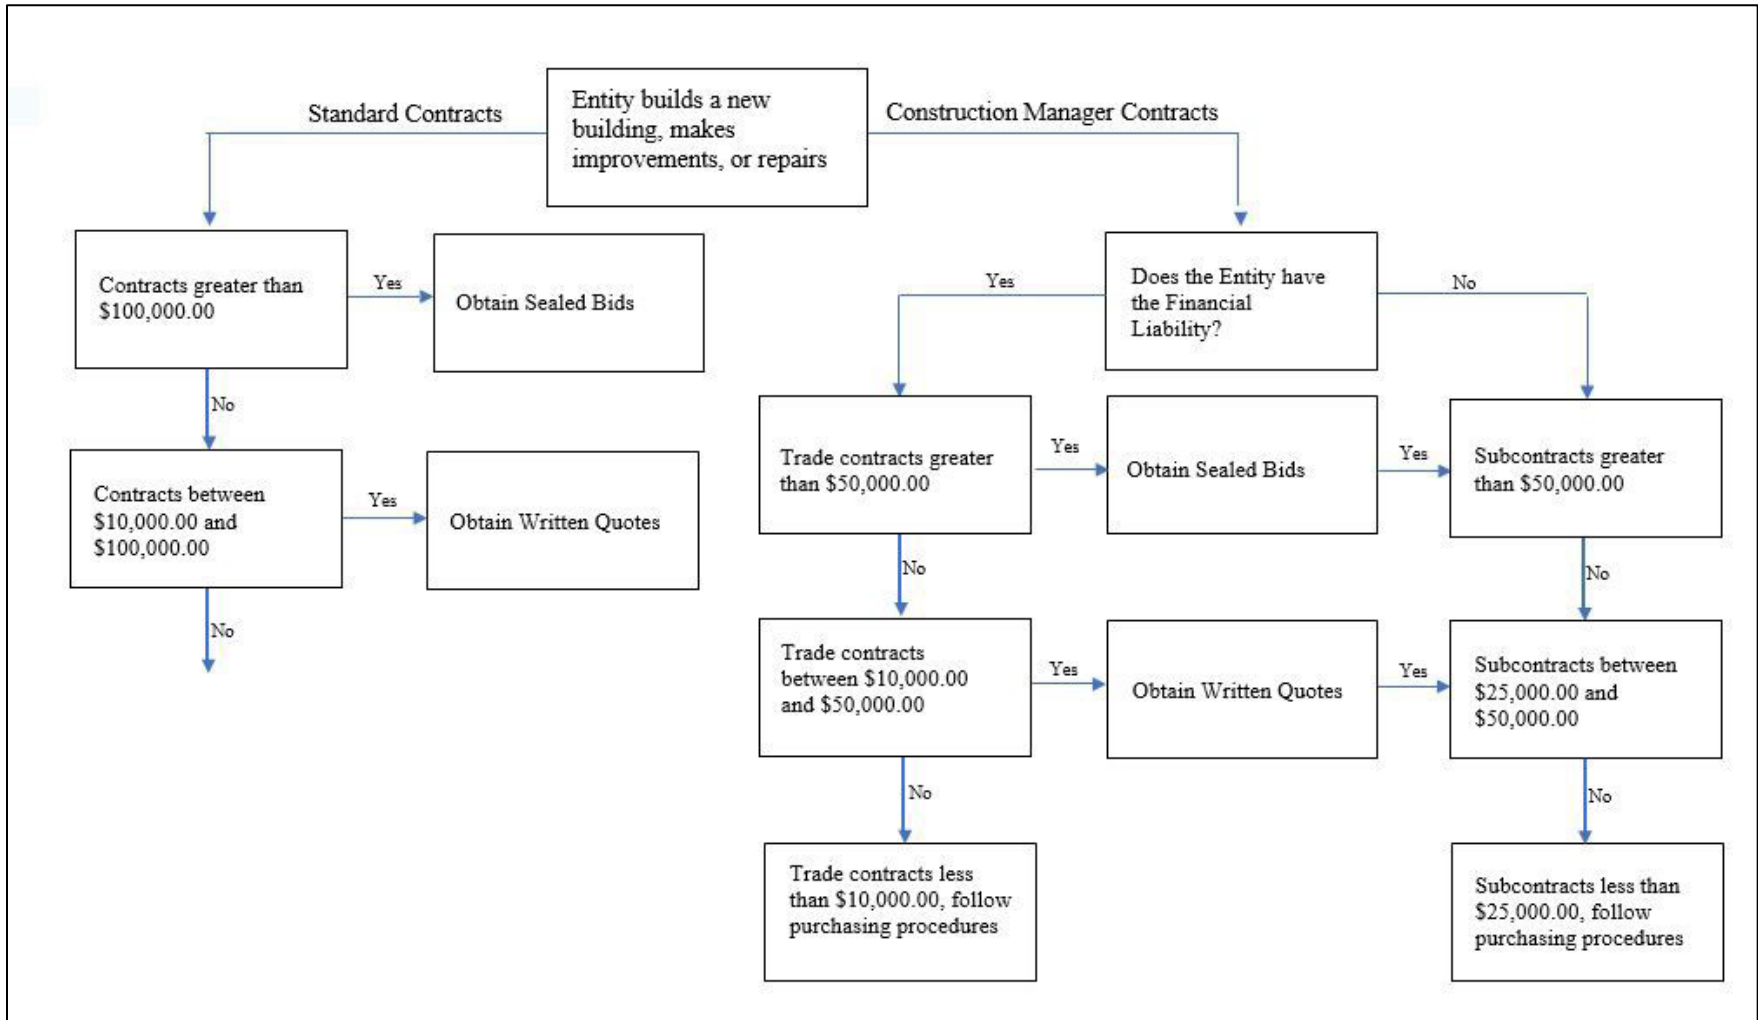 Standard Contracts
Entity builds a new
building, makes
improvements, or repairs
Construction Manager Contracts
Contracts greater than
$100,000.00
Yes
Obtain Sealed Bids
Yes
Does the Entity have
the Financial
Liability?
No
No
Contracts between
$10,000.00 and
$100,000.00
Yes
Obtain Written Quotes
Trade contracts greater
than $50,000.00
Yes
Obtain Sealed Bids
Yes
Subcontracts greater
than $50,000.00
No
No
No
Trade contracts
between $10,000.00
and $50,000.00
Yes
Obtain Written Quotes
Yes
Subcontracts between
$25,000.00 and
$50,000.00
No
No
Trade contracts less
than $10,000.00, follow
purchasing procedures
Subcontracts less than
$25,000.00, follow
purchasing procedures